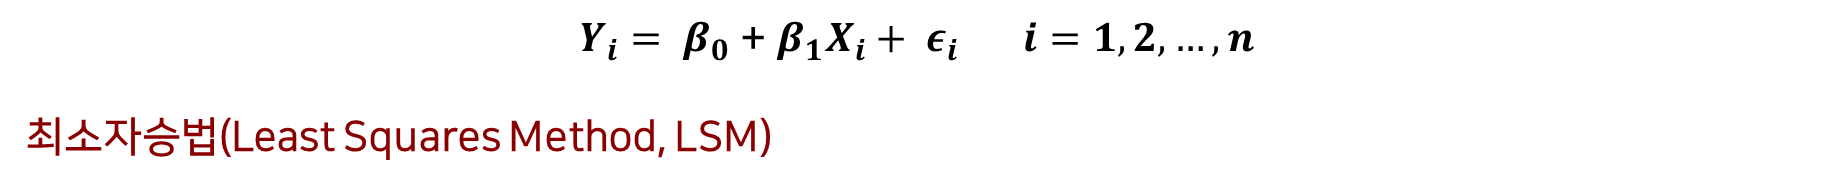 Yᵢ = β₀ + β₁Xᵢ + ϵᵢ  i = 1, 2, …, n
최소자승법(Least Squares Method, LSM)